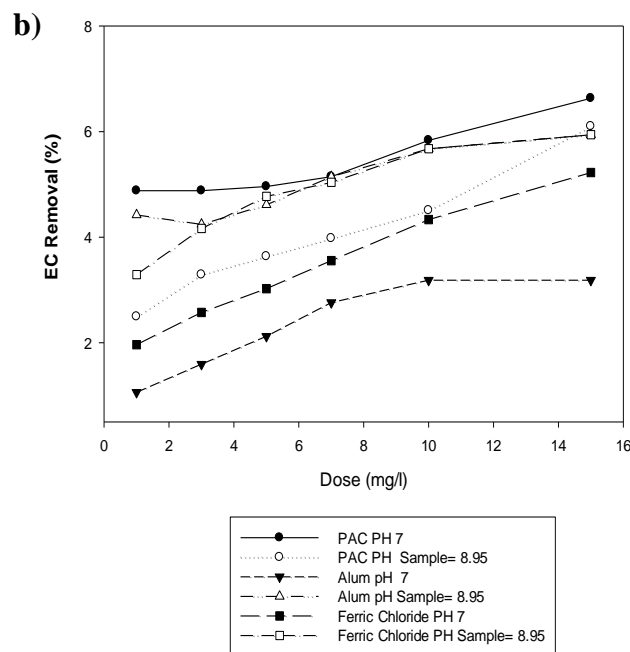 b)
8
6
4
2
EC Removal (%)
0 2 4 6 8 10 12 14 16
Dose (mg/l)
PAC PH 7
PAC PH Sample= 8.95
Alum pH 7
Alum pH Sample= 8.95
Ferric Chloride PH 7
Ferric Chloride PH Sample= 8.95